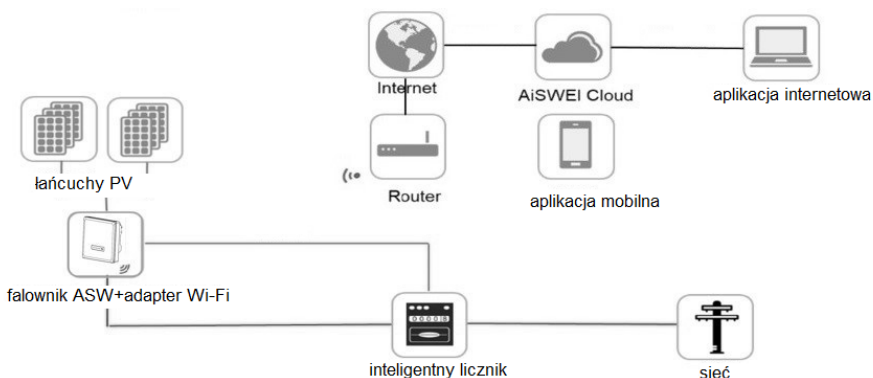 Internet
AiSWEI Cloud
aplikacja internetowa
łańcuchy PV
Router
aplikacja mobilna
falownik ASW+adapter Wi-Fi
inteligentny licznik
sieć